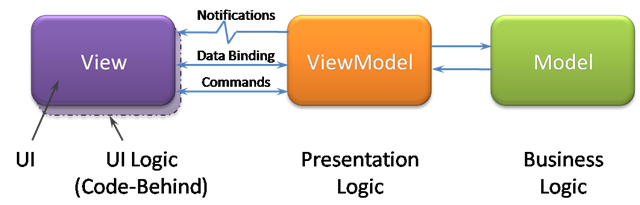 Notifications
View
Data Binding
ViewModel
Model
Commands
UI
UI Logic
(Code-Behind)
Presentation
Logic
Business
Logic